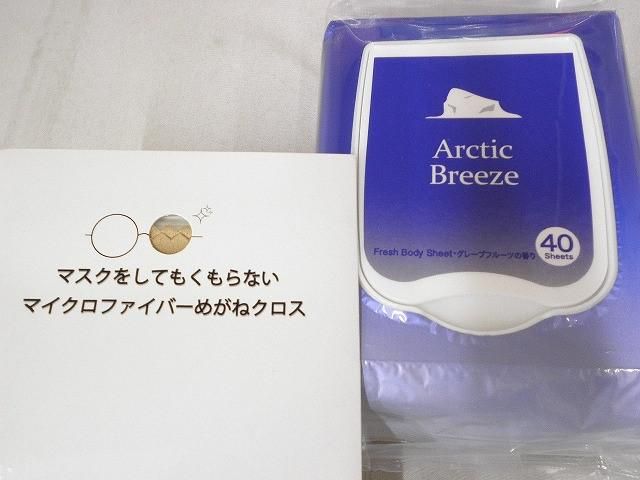 マスクをしてもくもらない
マイクロファイバーめがねクロス
Arctic
Breeze
Fresh Body Sheet・グレープフルーツの香り
40
Sheets